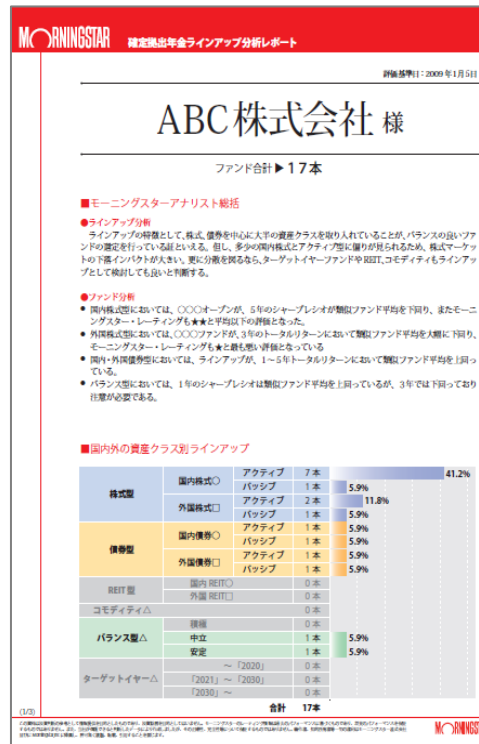 MORNINGSTAR 確定拠出年金ラインアップ分析レポート
評価基準日：2009年1月5日
ABC株式会社 様
ファンド合計▶17本
■モーニングスターアナリスト総括
●ラインアップ分析
ラインアップの特徴として、株式、債券を中心に大半の資産クラスを取り入れていることが、バランスの良いファ
ンドの選定を行っている証といえる。但し、多少の国内株式とアクティブ型に偏りが見られるため、株式マーケッ
トの下落インパクトが大きい。更に分散を図るなら、ターゲットイヤーファンドや REIT、コモディティもラインアッ
プとして検討しても良いと判断する。
●ファンド分析
● 国内株式型においては、〇〇〇オープンが、5年のシャープレシオが類似ファンド平均を下回り、またモーニ
ングスター・レーティングも★★と平均以下の評価となった。
● 外国株式型においては、〇〇ファンドが、3年のトータルリターンにおいて類似ファンド平均を大幅に下回り、
モーニングスター・レーティングも★と最も悪い評価となっている
● 国内・外国債券型においては、ラインナップが、1～5年トータルリターンにおいて類似ファンド平均を上回っ
ている。
● バランス型においては、1年のシャープレシオは類似ファンド平均を上回っているが、3年では下回っており
注意が必要である。
■国内外の資産クラス別ラインアップ
株式型 国内株式〇 アクティブ 7本 41.2%
パッシブ 1本 5.9%
外国株式□ アクティブ 2本 11.8%
パッシブ 1本 5.9%
債券型 国内債券〇 アクティブ 1本 5.9%
パッシブ 1本 5.9%
外国債券□ アクティブ 1本 5.9%
パッシブ 1本 5.9%
REIT型 国内 REIT〇 0本
外国 REIT□ 0本
コモディティ△ 0本
バランス型△ 積極 0本
中立 1本 5.9%
安定 1本 5.9%
ターゲットイヤー△ ～「2020」 0本
「2021」～「2030」 0本
「2030」～ 0本
合計 17本
(1/3)
MORNINGS